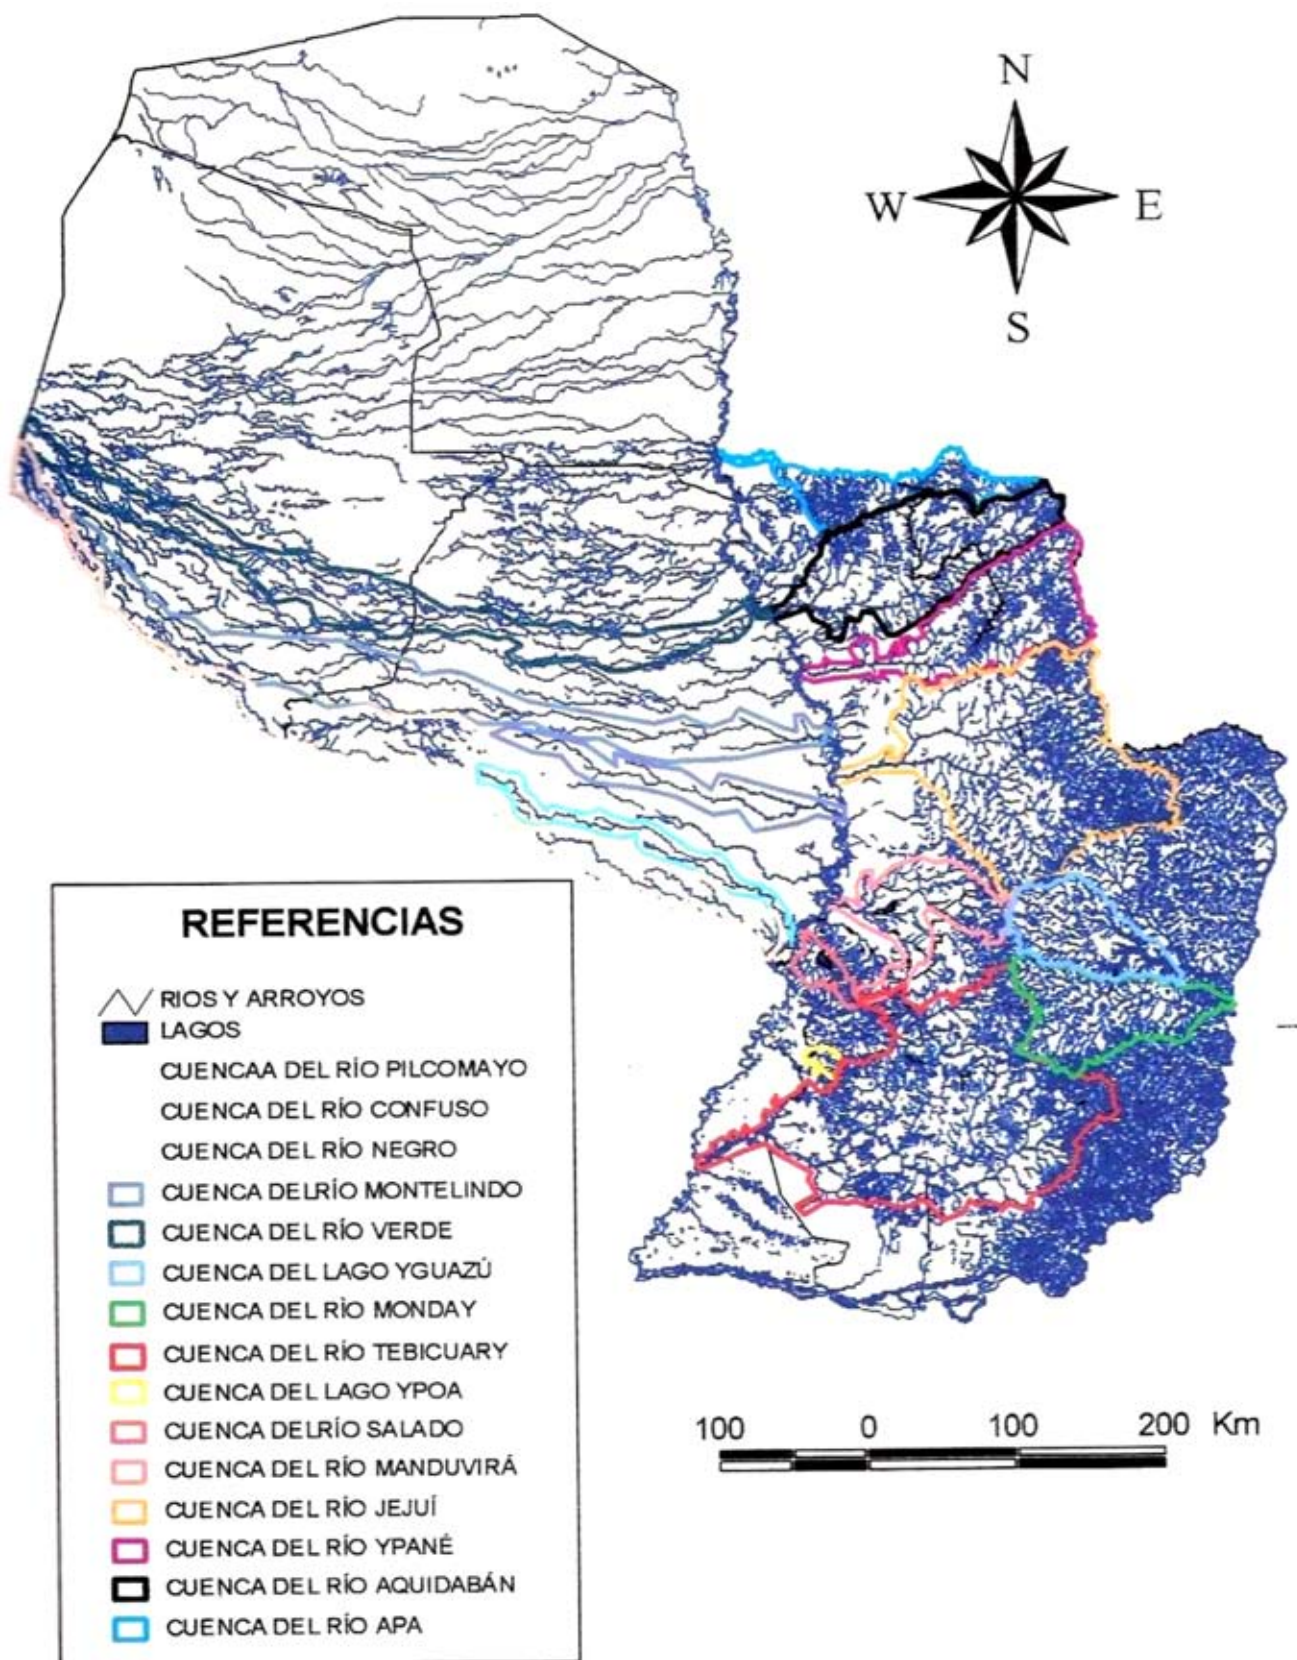 N
W E
S
REFERENCIAS
RIOS Y ARROYOS
LAGOS
CUENCAA DEL RÍO PILCOMAYO
CUENCA DEL RÍO CONFUSO
CUENCA DEL RÍO NEGRO
CUENCA DELRÍO MONTELINDO
CUENCA DEL RÍO VERDE
CUENCA DEL LAGO YGUAZÚ
CUENCA DEL RÍO MONDAY
CUENCA DEL RÍO TEBICUARY
CUENCA DEL LAGO YPOA
CUENCA DELRÍO SALADO
CUENCA DEL RÍO MANDUVIRÁ
CUENCA DEL RÍO JEJUÍ
CUENCA DEL RÍO YPANÉ
CUENCA DEL RÍO AQUIDABÁN
CUENCA DEL RÍO APA
100 0 100 200 Km